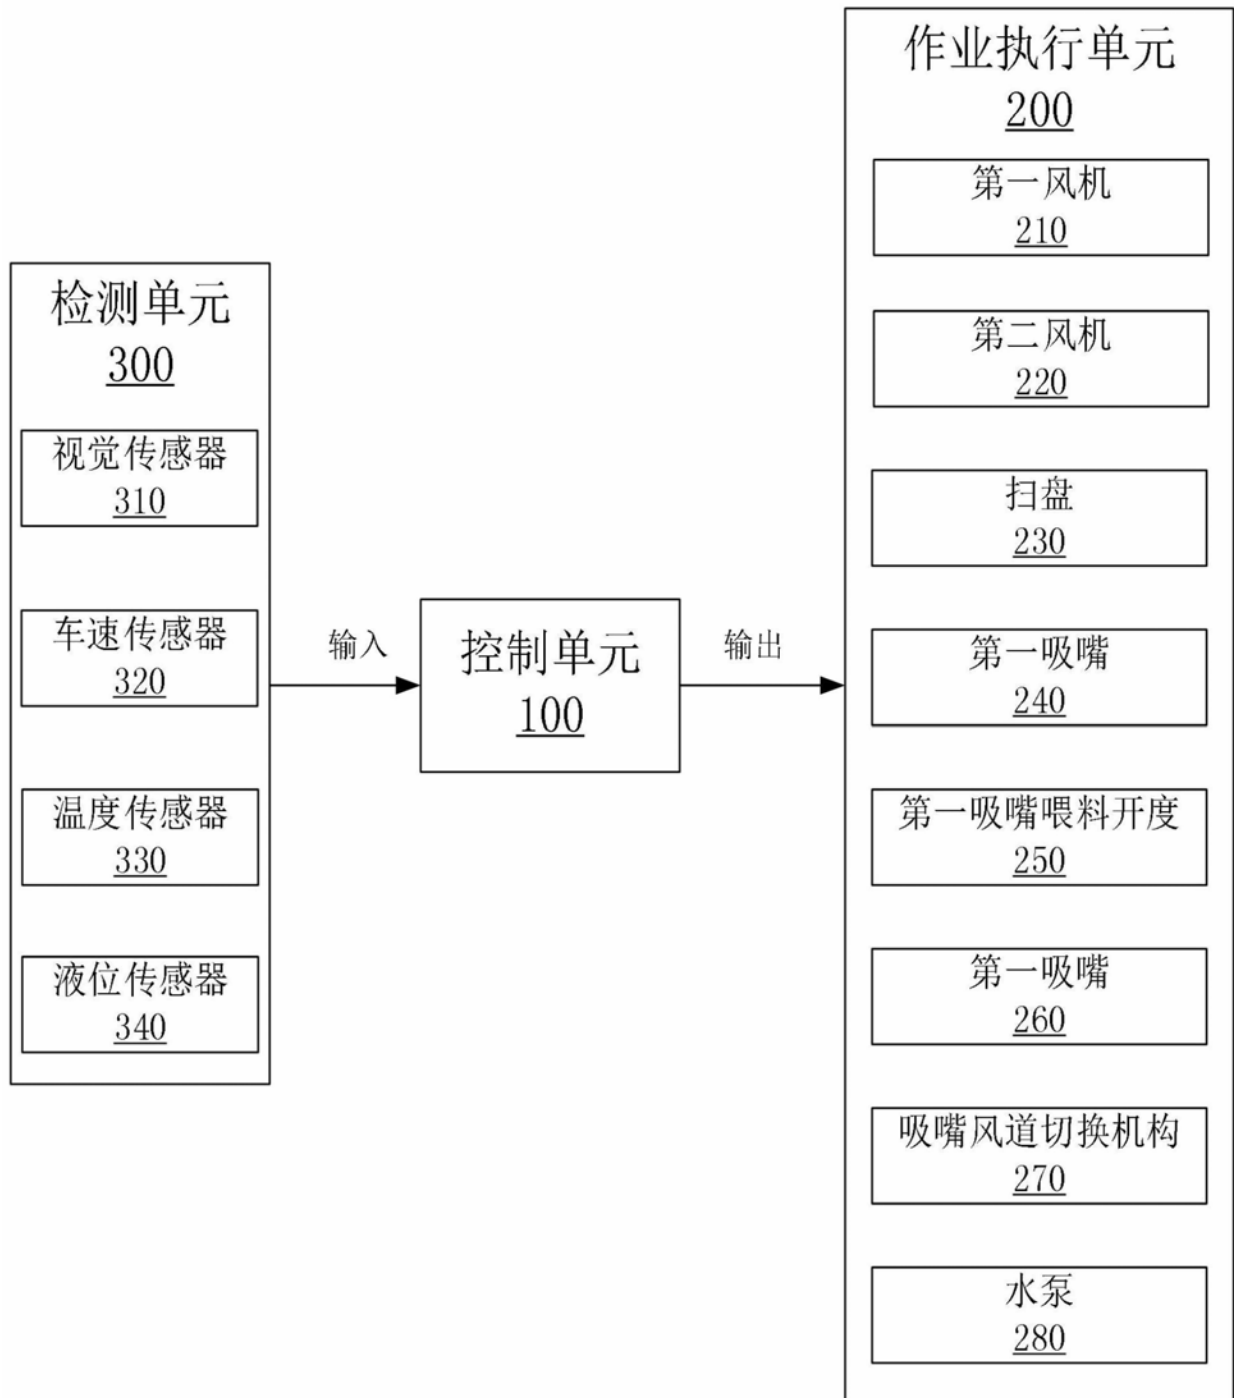 检测单元
300
视觉传感器
310
车速传感器
320
温度传感器
330
液位传感器
340
输入
控制单元
100
输出
作业执行单元
200
第一风机
210
第二风机
220
扫盘
230
第一吸嘴
240
第一吸嘴喂料开度
250
第一吸嘴
260
吸嘴风道切换机构
270
水泵
280